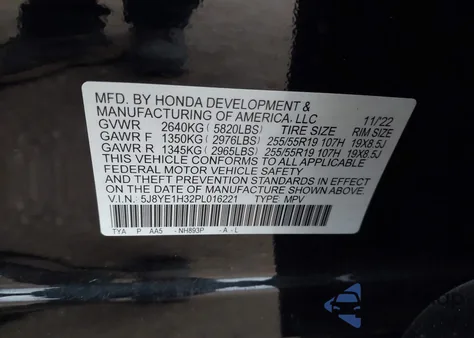 MFD. BY HONDA DEVELOPMENT &
MANUFACTURING OF AMERICA, LLC 11/22
GVWR 2640KG ( 5820LBS) TIRE SIZE RIM SIZE
GAWR F 1350KG ( 2976LBS) 255/55R19 107H 19X8.5J
GAWR R 1345KG ( 2965LBS) 255/55R19 107H 19X8.5J
THIS VEHICLE CONFORMS TO ALL APPLICABLE
FEDERAL MOTOR VEHICLE SAFETY
AND THEFT PREVENTION STANDARDS IN EFFECT
ON THE DATE OF MANUFACTURE SHOWN ABOVE.
V.I.N.: 5J8YE1H32PL016221 TYPE: MPV
TYA P AA5 - NH893P - A - L